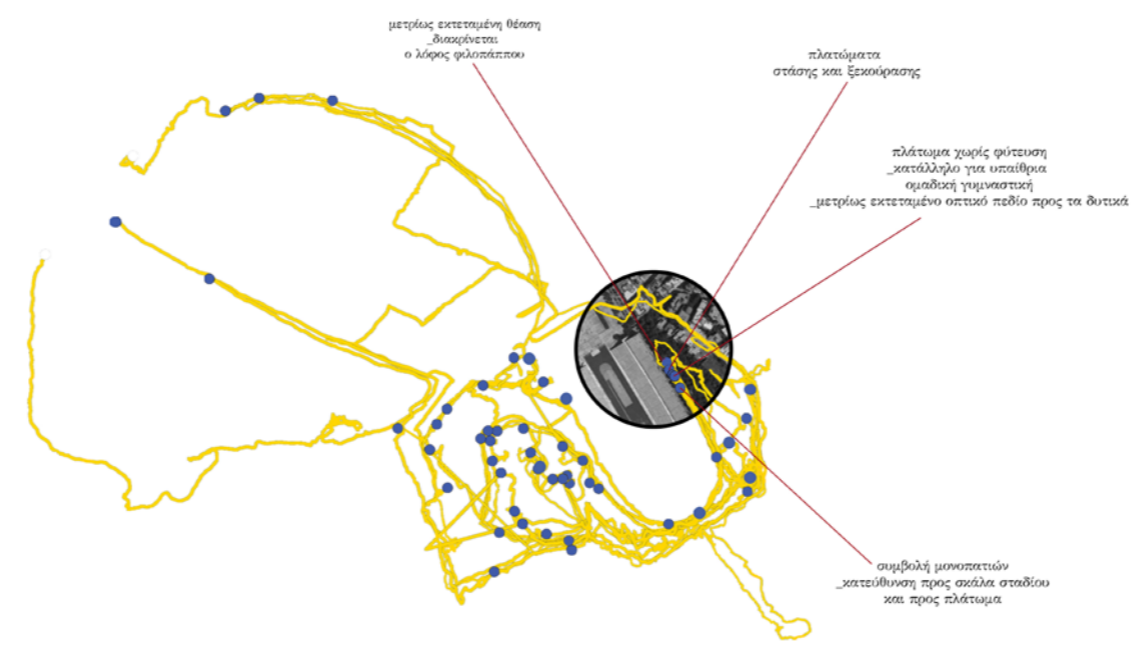 μετρίως εκτεταμένη θέαση
_διακρίνεται
ο λόφος φιλοπάππου
πλατώματα
στάσης και ξεκούρασης
πλάτωμα χωρίς φύτευση
_κατάλληλο για υπαίθρια
ομαδική γυμναστική
_μετρίως εκτεταμένο οπτικό πεδίο προς τα δυτικά
συμβολή μονοπατιών
_κατεύθυνση προς σκάλα σταδίου
και προς πλάτωμα